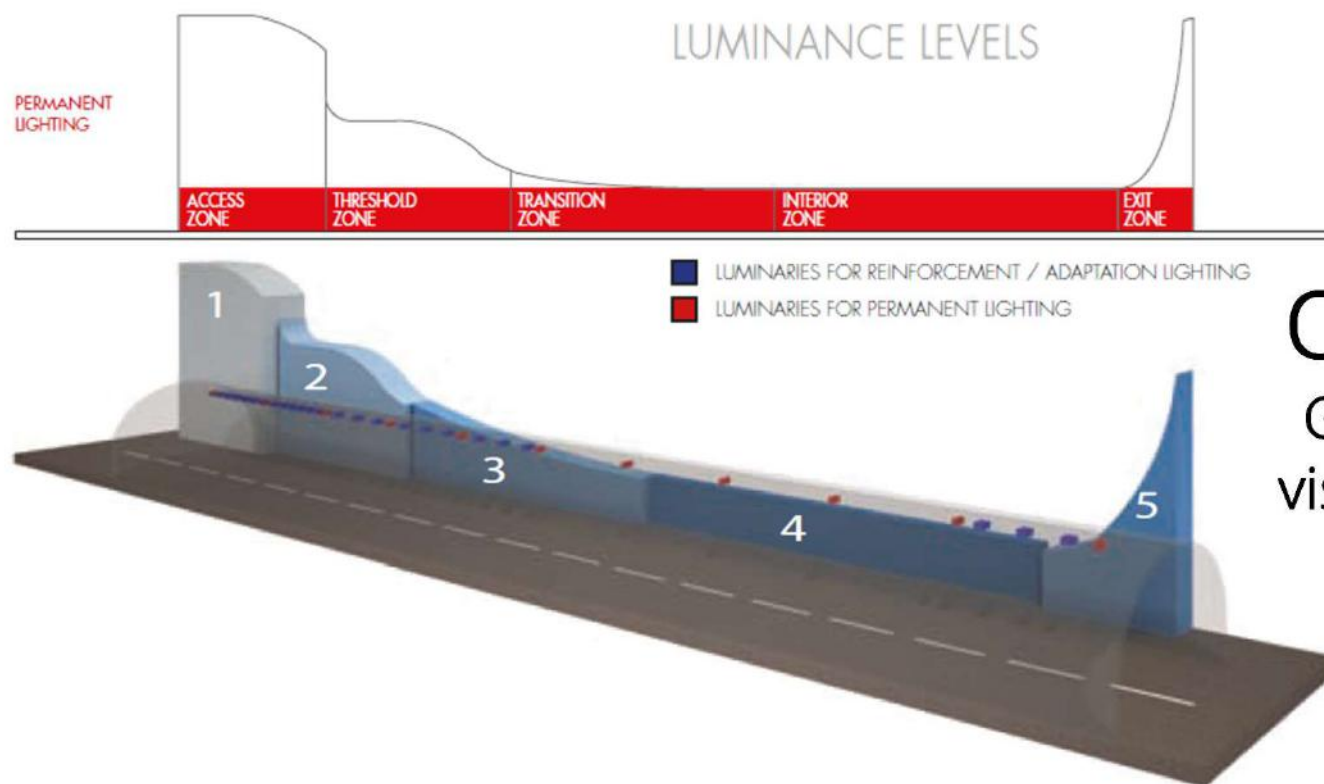 LUMINANCE LEVELS
PERMANENT
LIGHTING
ACCESS
ZONE
THRESHOLD
ZONE
TRANSITION
ZONE
INTERIOR
ZONE
EXIT
ZONE
LUMINARIES FOR REINFORCEMENT / ADAPTATION LIGHTING
LUMINARIES FOR PERMANENT LIGHTING
1
2
3
4
5